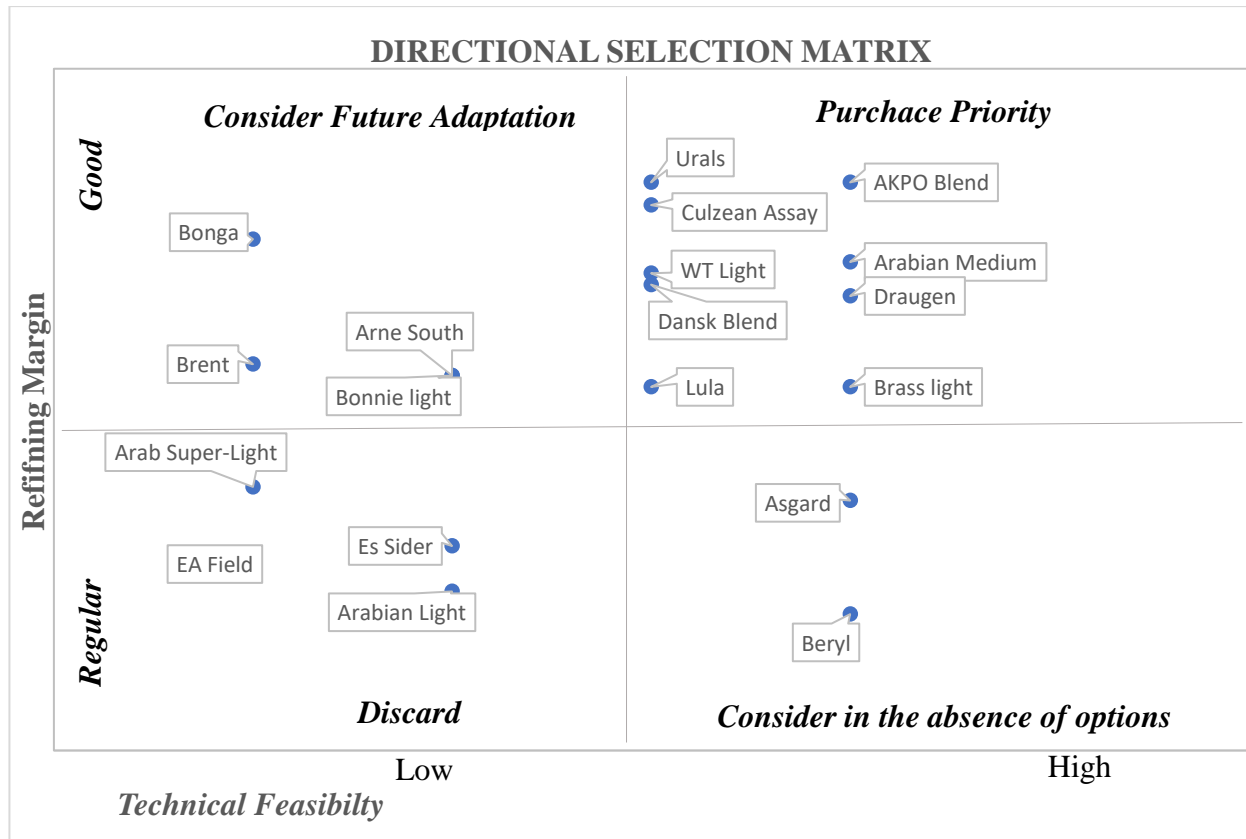 DIRECTIONAL SELECTION MATRIX
Consider Future Adaptation
Purchace Priority
Good
Urals
AKPO Blend
Culzean Assay
Bonga
WT Light
Arabian Medium
Draugen
Dansk Blend
Arne South
Brent
Bonnie light
Lula
Brass light
Refifning Margin
Arab Super-Light
Asgard
Es Sider
EA Field
Arabian Light
Beryl
Regular
Discard
Consider in the absence of options
Low
High
Technical Feasibilty